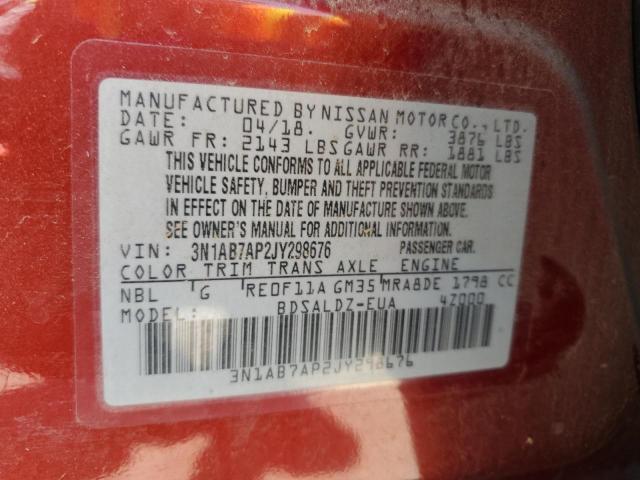 MANUFACTURED BY NISSAN MOTOR CO., LTD.
DATE: 04/18. GVWR: 3876 LBS
GAWR FR: 2143 LBS GAWR RR: 1881 LBS
THIS VEHICLE CONFORMS TO ALL APPLICABLE FEDERAL MOTOR
VEHICLE SAFETY, BUMPER AND THEFT PREVENTION STANDARDS
IN EFFECT ON THE DATE OF MANUFACTURE SHOWN ABOVE.
SEE OWNER'S MANUAL FOR ADDITIONAL INFORMATION.
VIN: 3N1AB7AP2JY298676 PASSENGER CAR.
COLOR TRIM TRANS AXLE ENGINE
NBL G RE0F11A GM35 MRA8DE 1798 CC
BDSALDZ-EUA 4Z000
3N1AB7AP2JY298676